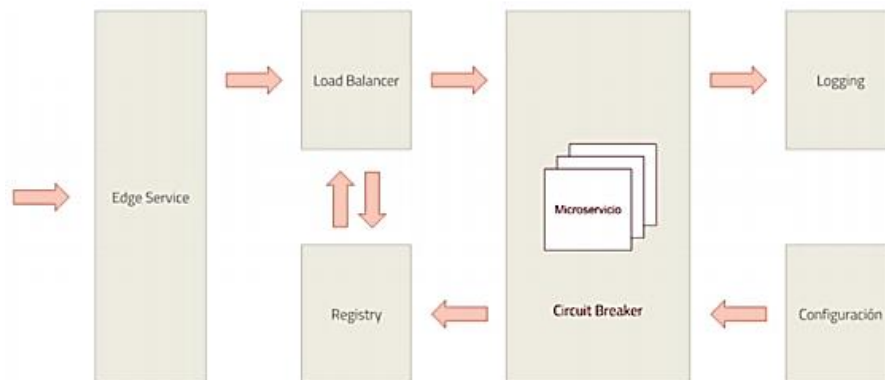 Edge Service
Load Balancer
Logging
Microservicio
Registry
Circuit Breaker
Configuración